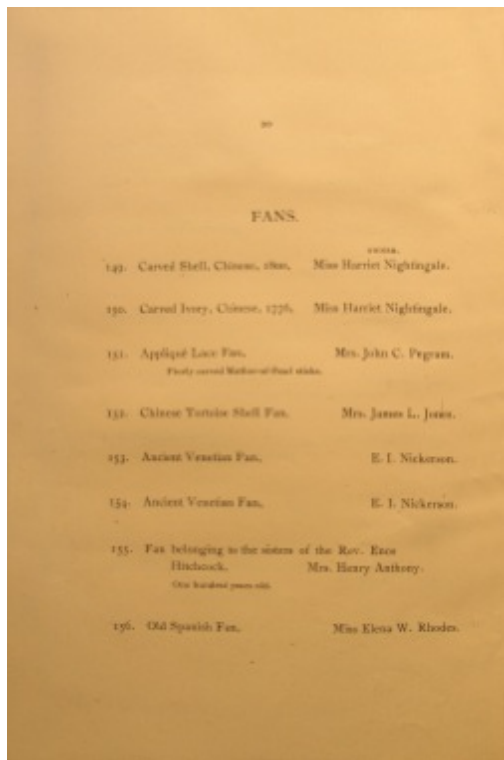 20
FANS.
OWNER.
149. Carved Shell, Chinese, 1800, Miss Harriet Nightingale.
150. Carved Ivory, Chinese, 1776, Miss Harriet Nightingale.
151. Appliqué Lace Fan, Mrs. John C. Pegram.
Finely carved Mother-of-Pearl sticks.
152. Chinese Tortoise Shell Fan. Mrs. James L. Jones.
153. Ancient Venetian Fan, E. I. Nickerson.
154. Ancient Venetian Fan, E. I. Nickerson.
155. Fan belonging to the sisters of the Rev. Enos
Hitchcock. Mrs. Henry Anthony.
One hundred years old.
156. Old Spanish Fan, Miss Elena W. Rhodes.